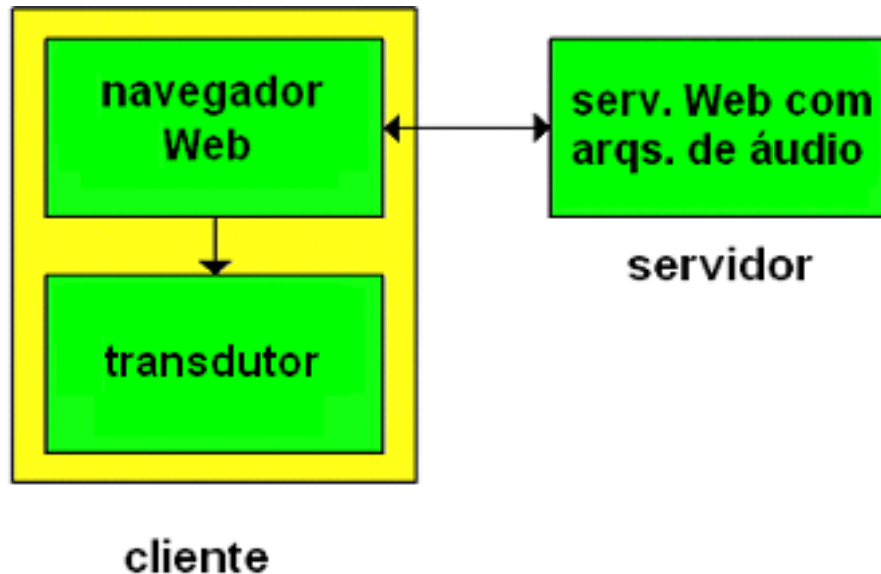 navegador
Web
serv. Web com
arqs. de áudio
servidor
transdutor
cliente